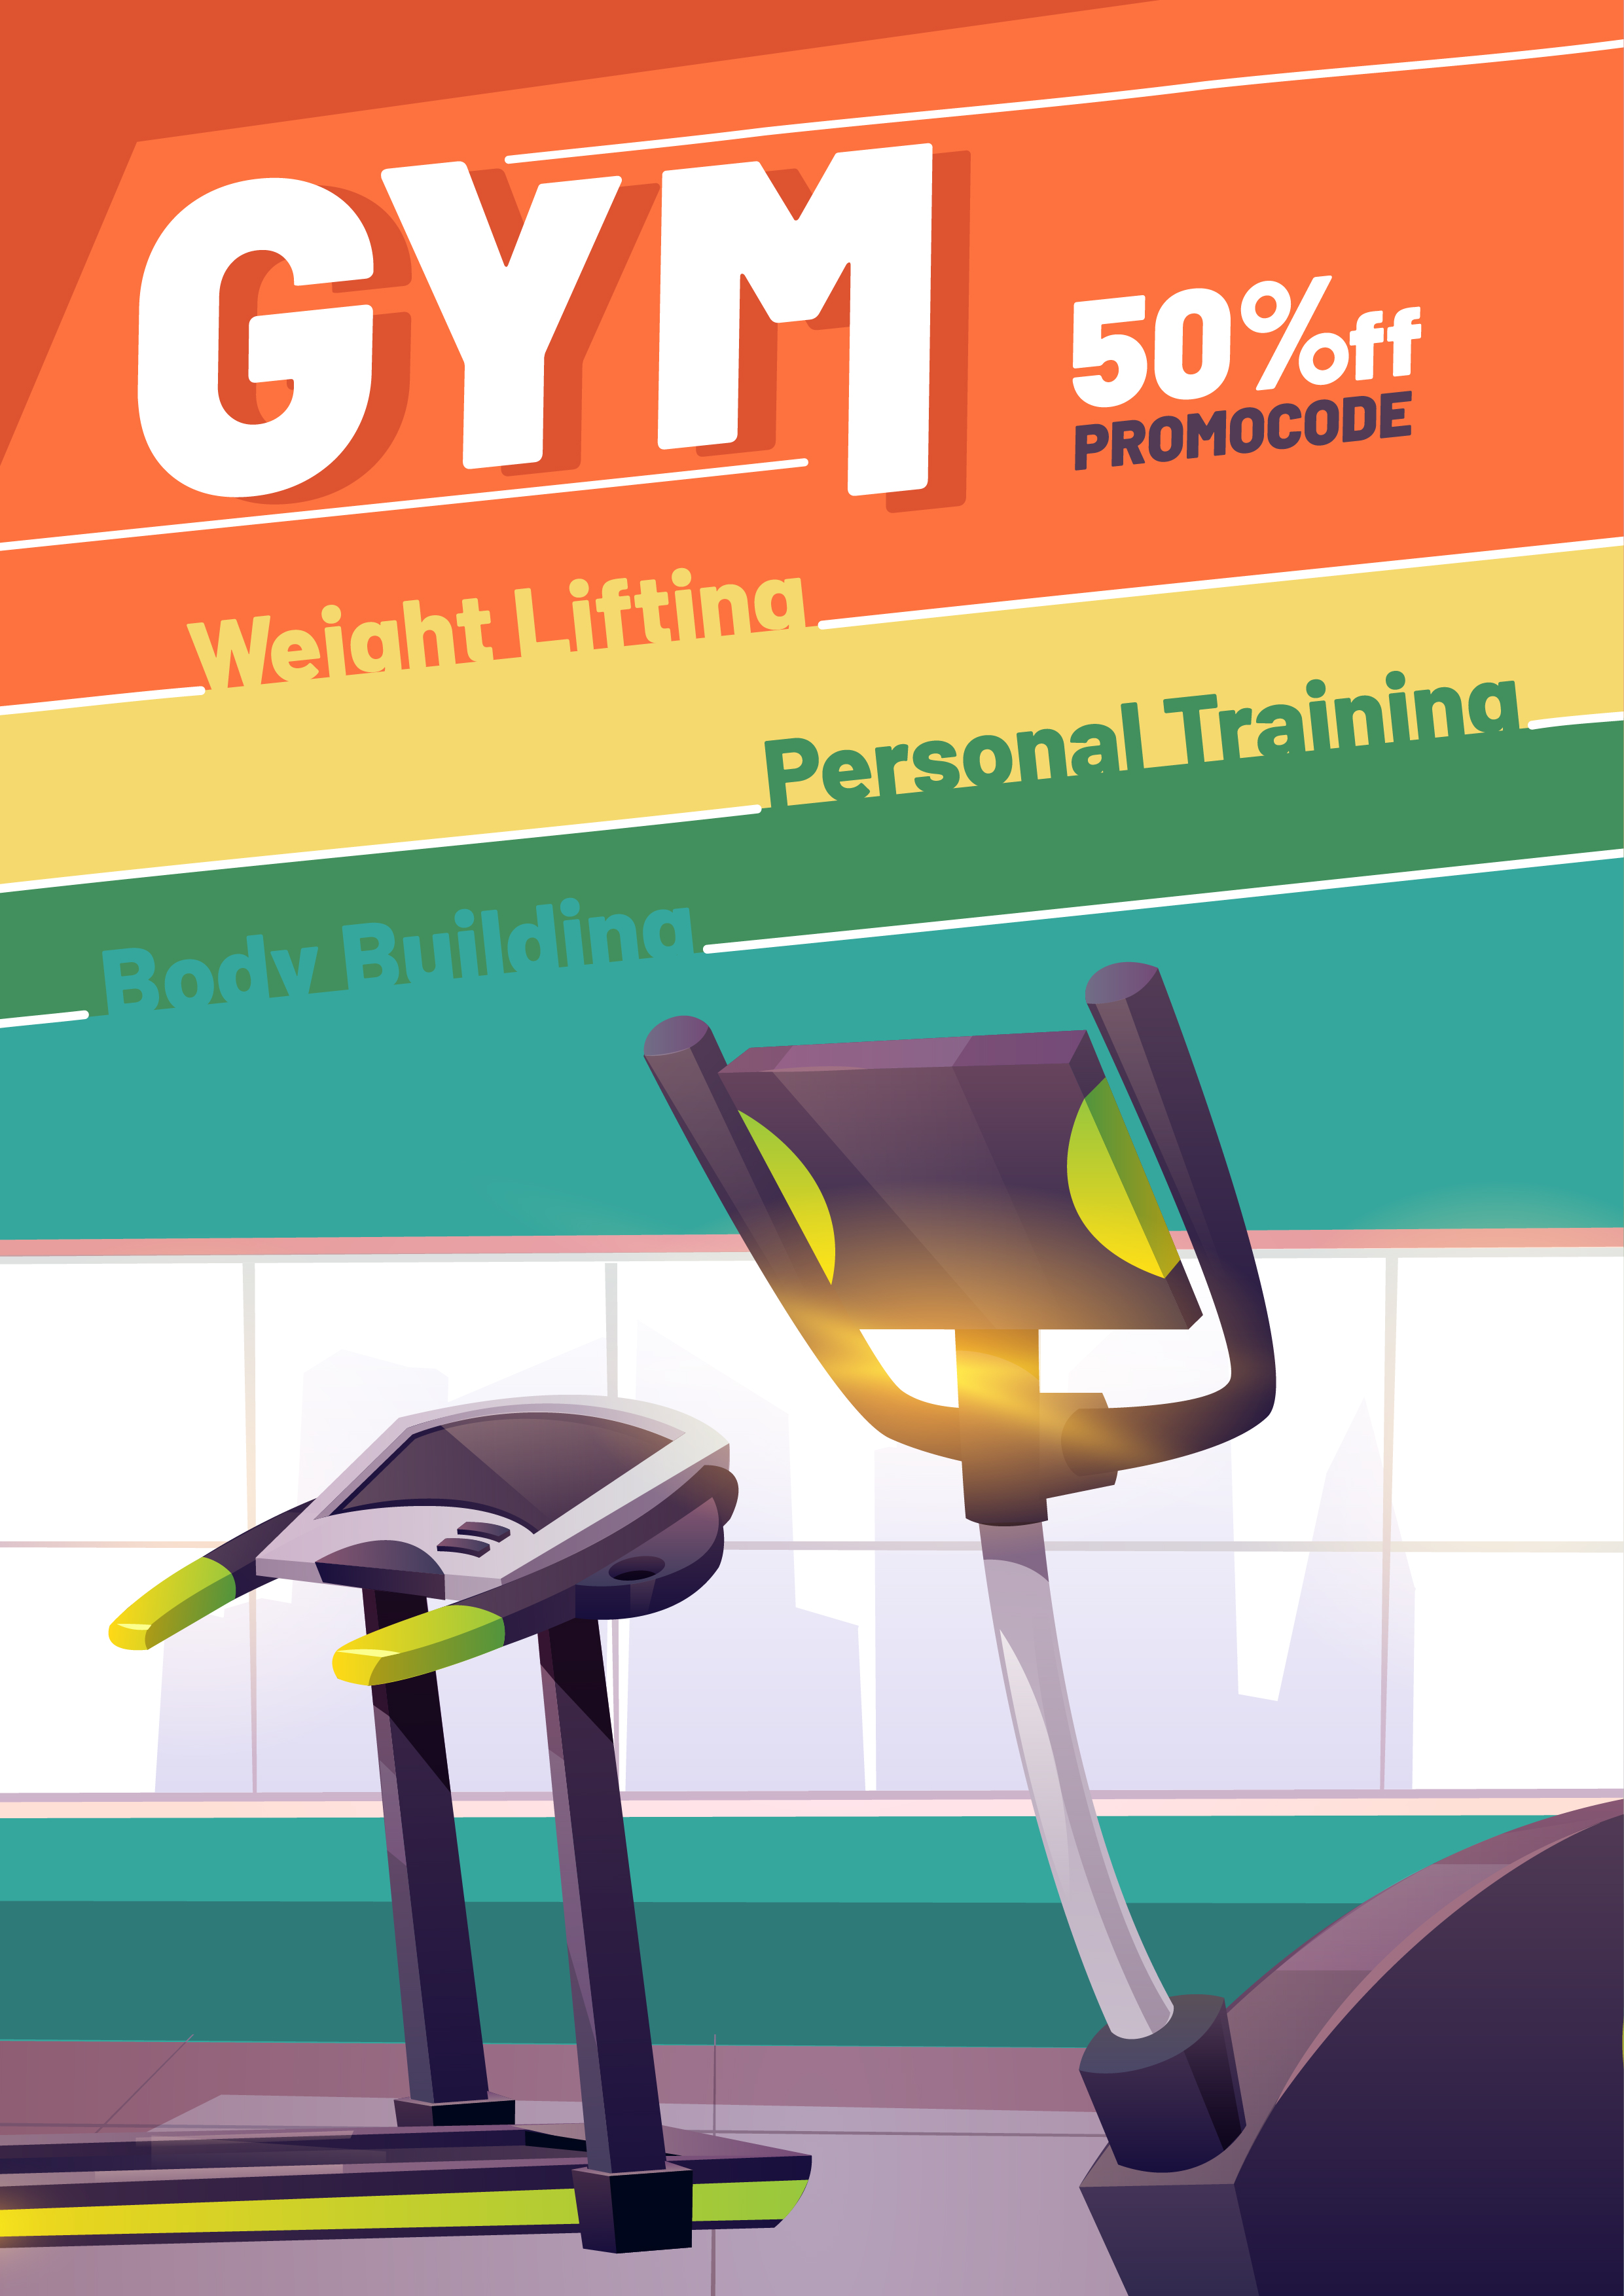 GYM
50%off
PROMOCODE
Weight Lifting
Personal Training
Body Building